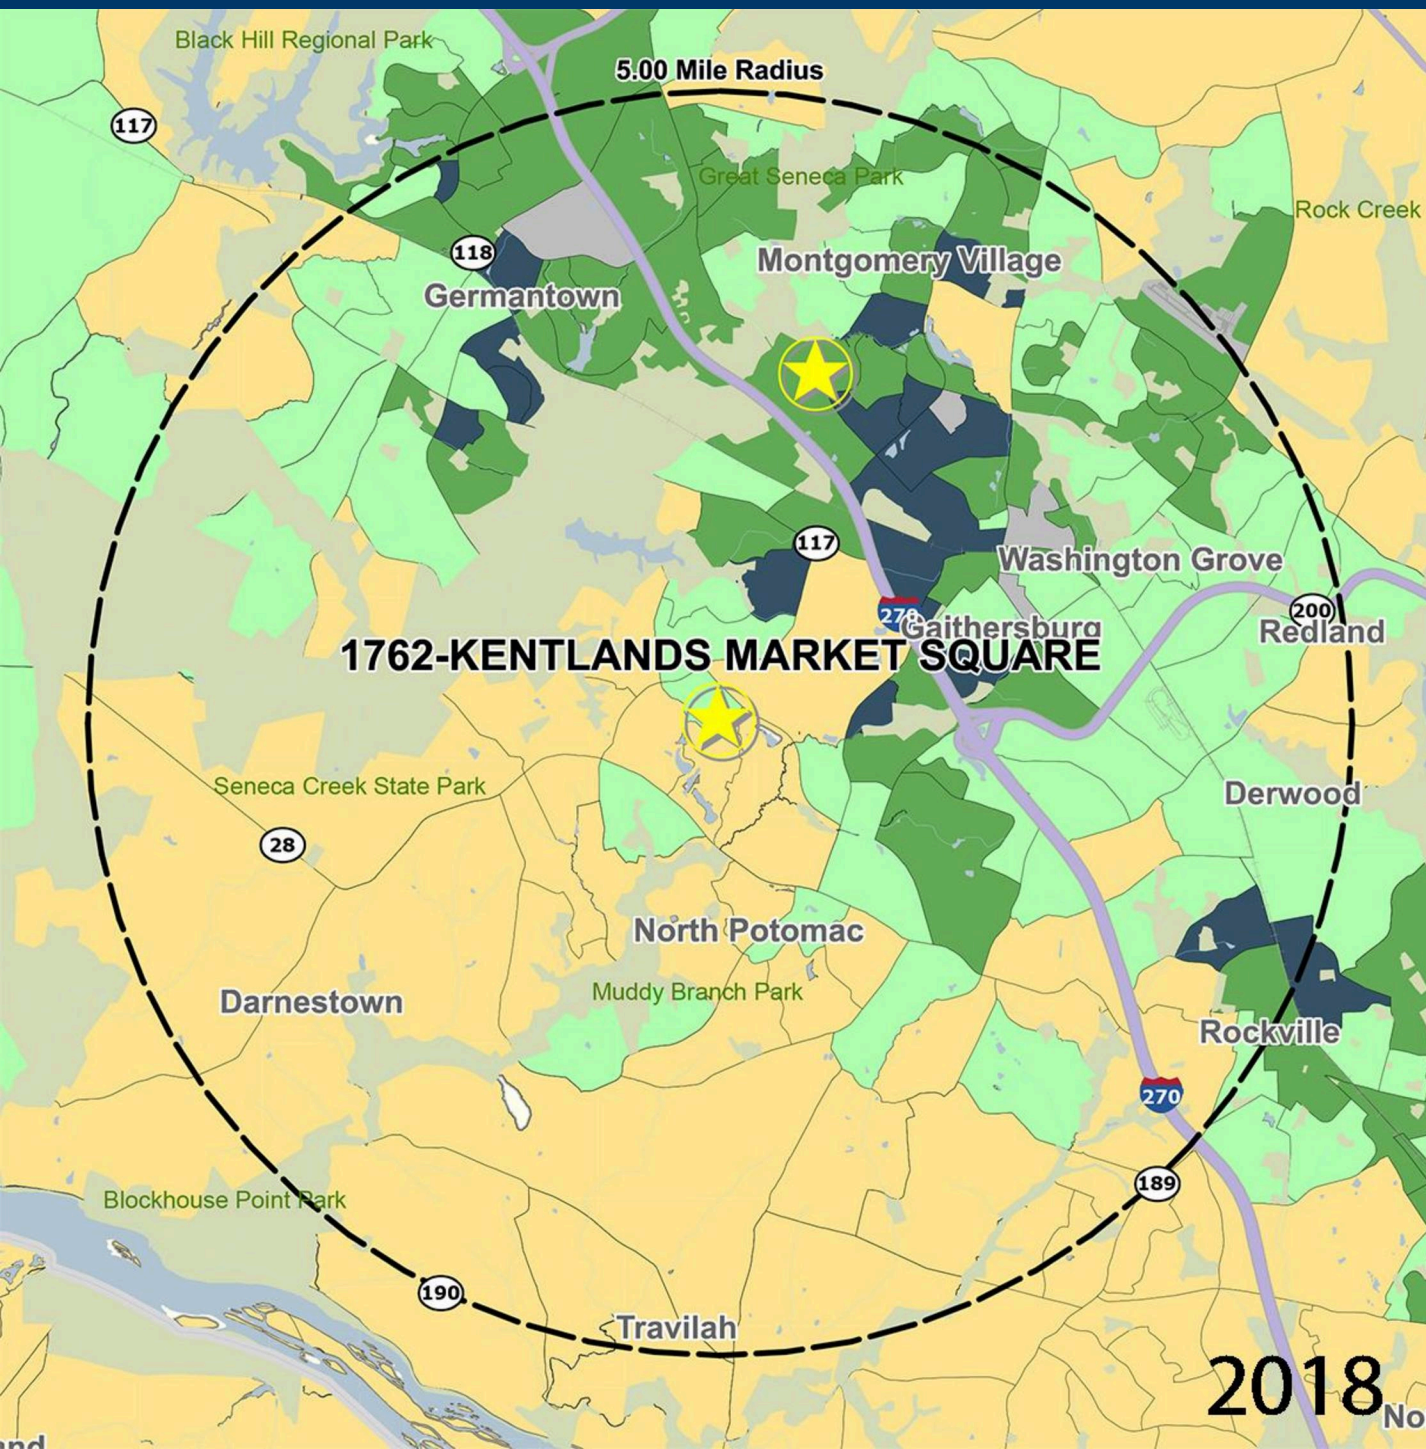 Black Hill Regional Park
5.00 Mile Radius
117
Great Seneca Park
Rock Creek
118
Montgomery Village
Germantown
117
Washington Grove
270
200
Gaithersburg
Redland
1762-KENTLANDS MARKET SQUARE
Seneca Creek State Park
Derwood
28
North Potomac
Muddy Branch Park
Darnestown
Rockville
270
189
Blockhouse Point Park
190
Travilah
2018
No
and